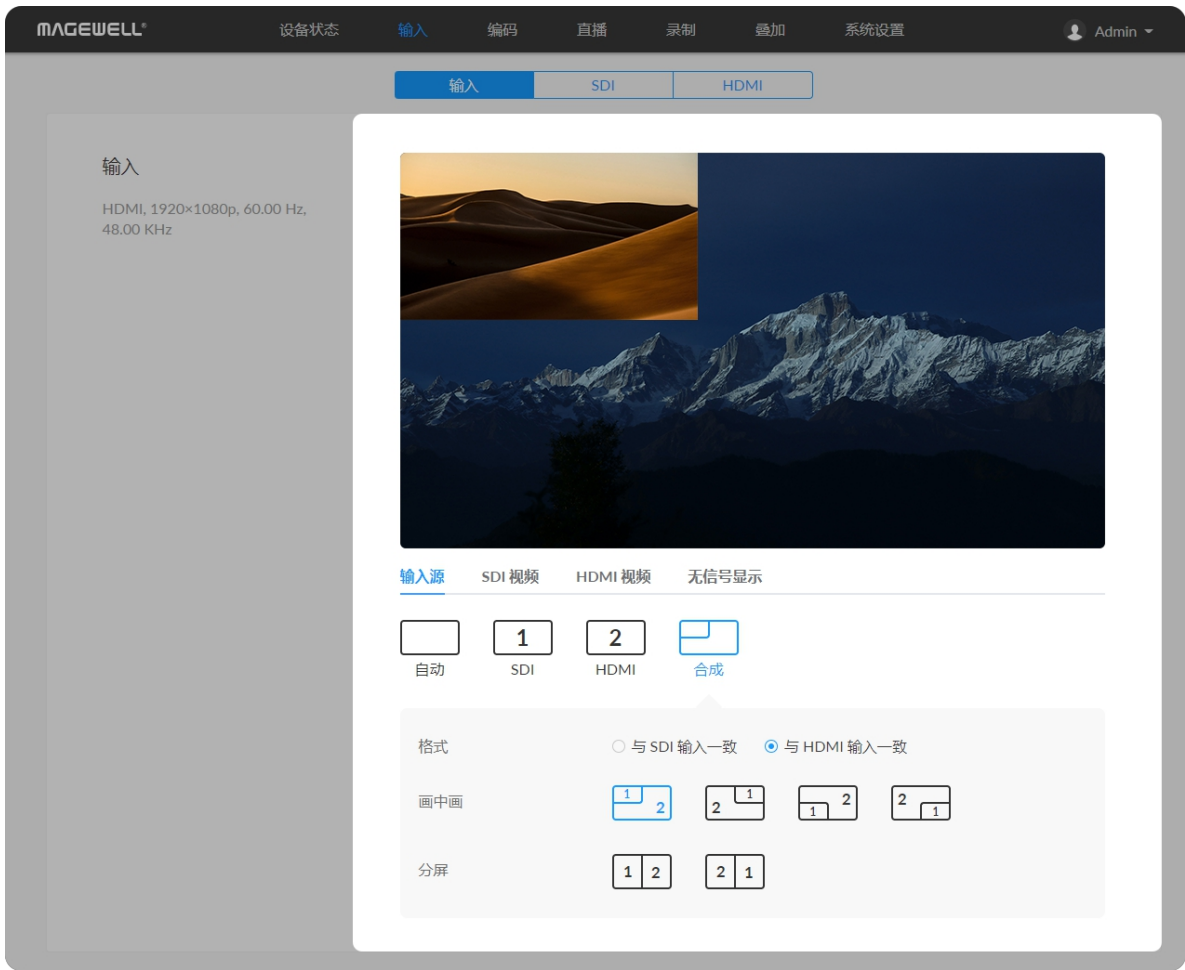 MAGEWELL® 设备状态 输入 编码 直播 录制 叠加 系统设置 Admin
输入 SDI HDMI
输入
HDMI, 1920×1080p, 60.00 Hz,
48.00 KHz
输入源 SDI 视频 HDMI 视频 无信号显示
1 2
自动 SDI HDMI 合成
格式 与 SDI 输入一致 与 HDMI 输入一致
画中画 1 2 2 1 1 2 2 1
分屏 1 2 2 1